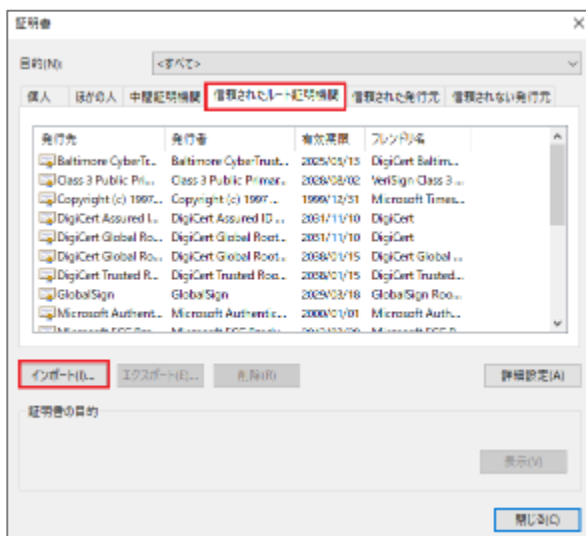 証明書
目的(N): <すべて>
個人 ほかの人 中間証明機関 信頼されたルート証明機関 信頼された発行元 信頼されない発行元
発行先 発行者 有効期限 フレンドリ名
Baltimore CyberTr... Baltimore CyberTrust... 2025/05/13 DigiCert Baltim...
Class 3 Public Pri... Class 3 Public Primar... 2028/08/02 VeriSign Class 3 ...
Copyright (c) 1997... Copyright (c) 1997... 1999/12/31 Microsoft Times...
DigiCert Assured I... DigiCert Assured ID ... 2031/11/10 DigiCert
DigiCert Global Ro... DigiCert Global Root... 2031/11/10 DigiCert
DigiCert Global Ro... DigiCert Global Root... 2038/01/15 DigiCert Global ...
DigiCert Trusted R... DigiCert Trusted Roo... 2038/01/15 DigiCert Trusted...
GlobalSign GlobalSign 2029/03/18 GlobalSign Roo...
Microsoft Authent... Microsoft Authentic... 2000/01/01 Microsoft Auth...
インポート(I)... エクスポート(E)... 削除(R) 詳細設定(A)
証明書の目的
表示(V)
閉じる(C)